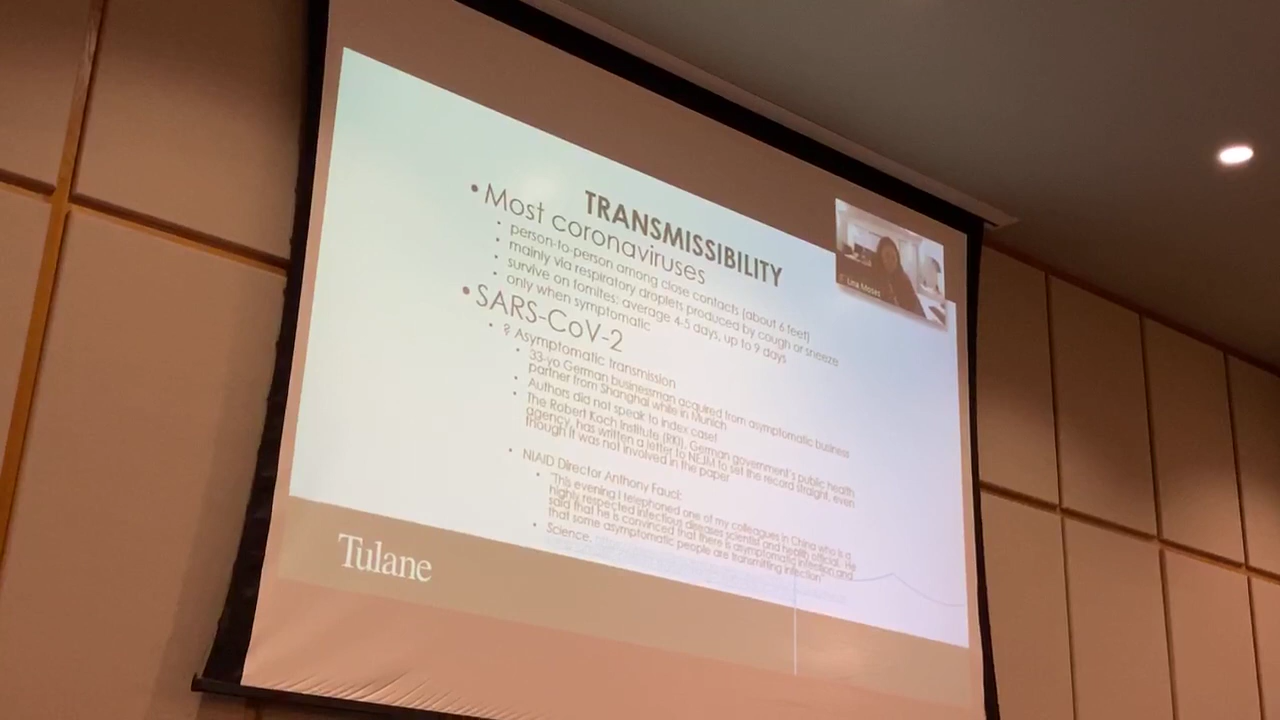 TRANSMISSIBILITY
• Most coronaviruses
• person-to-person among close contacts (about 6 feet)
• mainly via respiratory droplets produced by cough or sneeze
• survive on fomites: average 4-5 days, up to 9 days
• only when symptomatic
• SARS-CoV-2
• ? Asymptomatic transmission
• 33-yo German businessman acquired from asymptomatic business
partner from Shanghai while in Munich
• Authors did not speak to index case!
• The Robert Koch Institute (RKI), German government's public health
agency, has written a letter to NEJM to set the record straight, even
though it was not involved in the paper
• NIAID Director Anthony Fauci:
• "This evening I telephoned one of my colleagues in China who is a
highly respected infectious diseases scientist and health official. He
said that he is convinced that there is asymptomatic infection and
that some asymptomatic people are transmitting infection"
• Science.
Lina Moses
Tulane